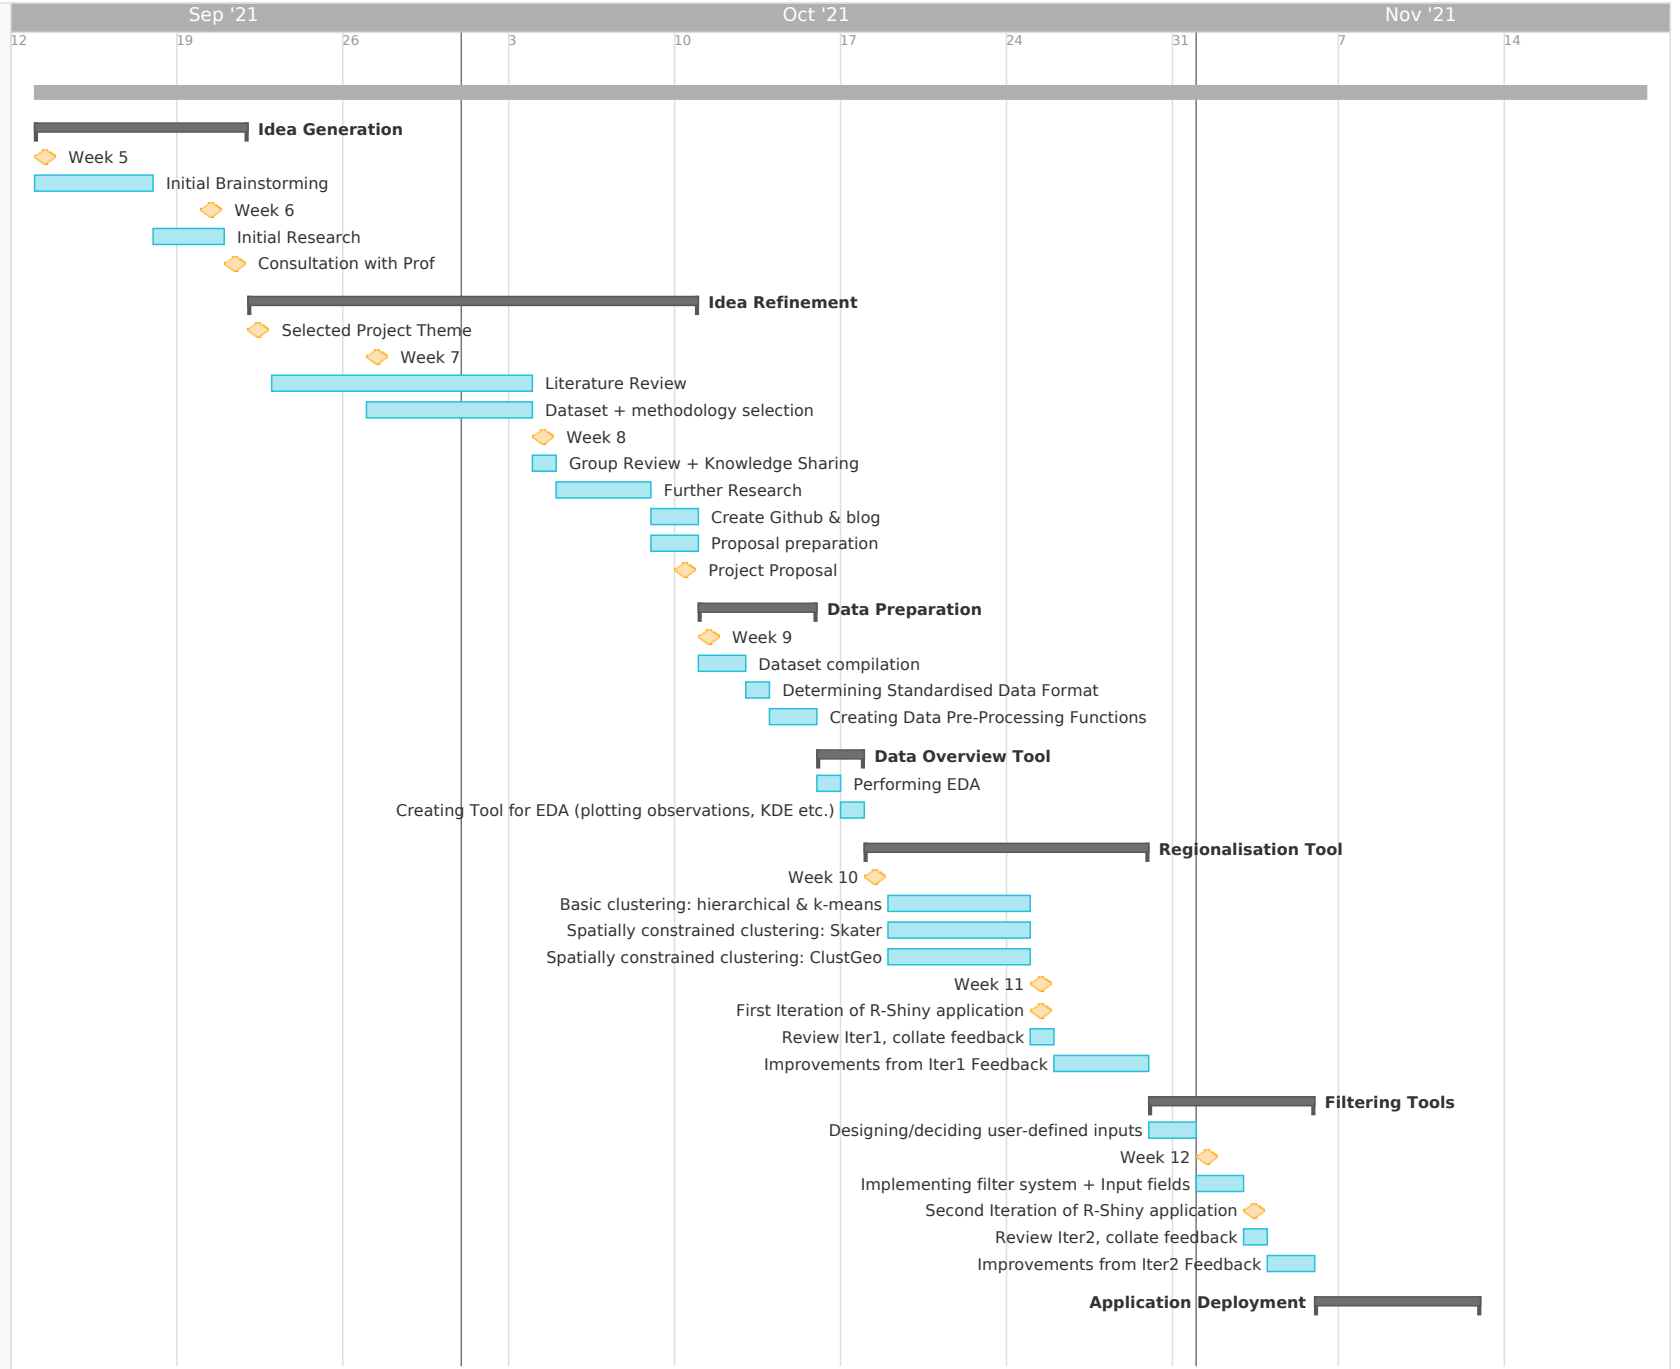 Sep '21 Oct '21 Nov '21
12 19 26 3 10 17 24 31 7 14
Idea Generation
Week 5
Initial Brainstorming
Week 6
Initial Research
Consultation with Prof
Idea Refinement
Selected Project Theme
Week 7
Literature Review
Dataset + methodology selection
Week 8
Group Review + Knowledge Sharing
Further Research
Create Github & blog
Proposal preparation
Project Proposal
Data Preparation
Week 9
Dataset compilation
Determining Standardised Data Format
Creating Data Pre-Processing Functions
Data Overview Tool
Performing EDA
Creating Tool for EDA (plotting observations, KDE etc.)
Regionalisation Tool
Week 10
Basic clustering: hierarchical & k-means
Spatially constrained clustering: Skater
Spatially constrained clustering: ClustGeo
Week 11
First Iteration of R-Shiny application
Review Iter1, collate feedback
Improvements from Iter1 Feedback
Filtering Tools
Designing/deciding user-defined inputs
Week 12
Implementing filter system + Input fields
Second Iteration of R-Shiny application
Review Iter2, collate feedback
Improvements from Iter2 Feedback
Application Deployment